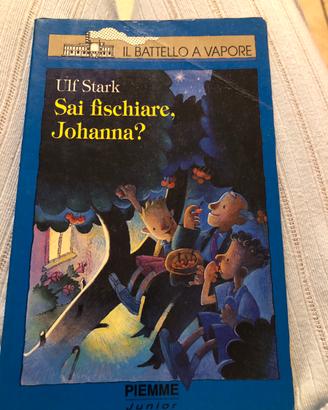 IL BATTELLO A VAPORE
Ulf Stark
Sai fischiare,
Johanna?
PIEMME
Junior